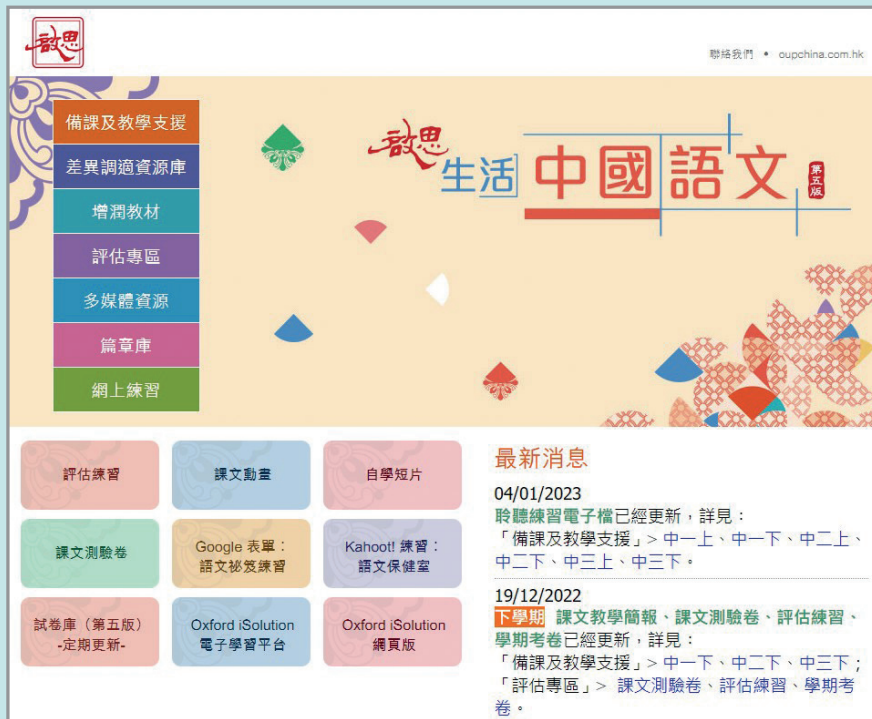 啟思
聯絡我們 • oupchina.com.hk
備課及教學支援
差異調適資源庫
增潤教材
評估專區
多媒體資源
篇章庫
網上練習
啟思
生活 中國語文 第五版
評估練習
課文動畫
自學短片
課文測驗卷
Google 表單：
語文祕笈練習
Kahoot! 練習：
語文保健室
試卷庫（第五版）
-定期更新-
Oxford iSolution
電子學習平台
Oxford iSolution
網頁版
最新消息
04/01/2023
聆聽練習電子檔已經更新，詳見：
「備課及教學支援」> 中一上、中一下、中二上、
中二下、中三上、中三下。
19/12/2022
下學期 課文教學簡報、課文測驗卷、評估練習、
學期考卷已經更新，詳見：
「備課及教學支援」> 中一下、中二下、中三下；
「評估專區」> 課文測驗卷、評估練習、學期考
卷。